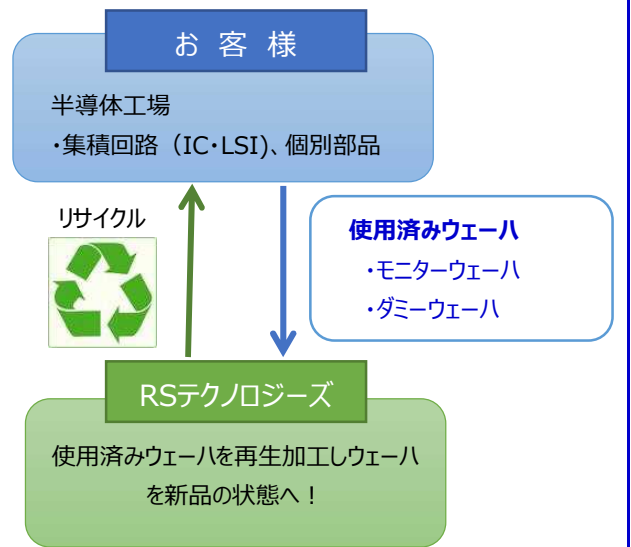 お 客 様
半導体工場
・集積回路（IC・LSI)、個別部品
リサイクル
使用済みウェーハ
・モニターウェーハ
・ダミーウェーハ
RSテクノロジーズ
使用済みウェーハを再生加工しウェーハ
を新品の状態へ！